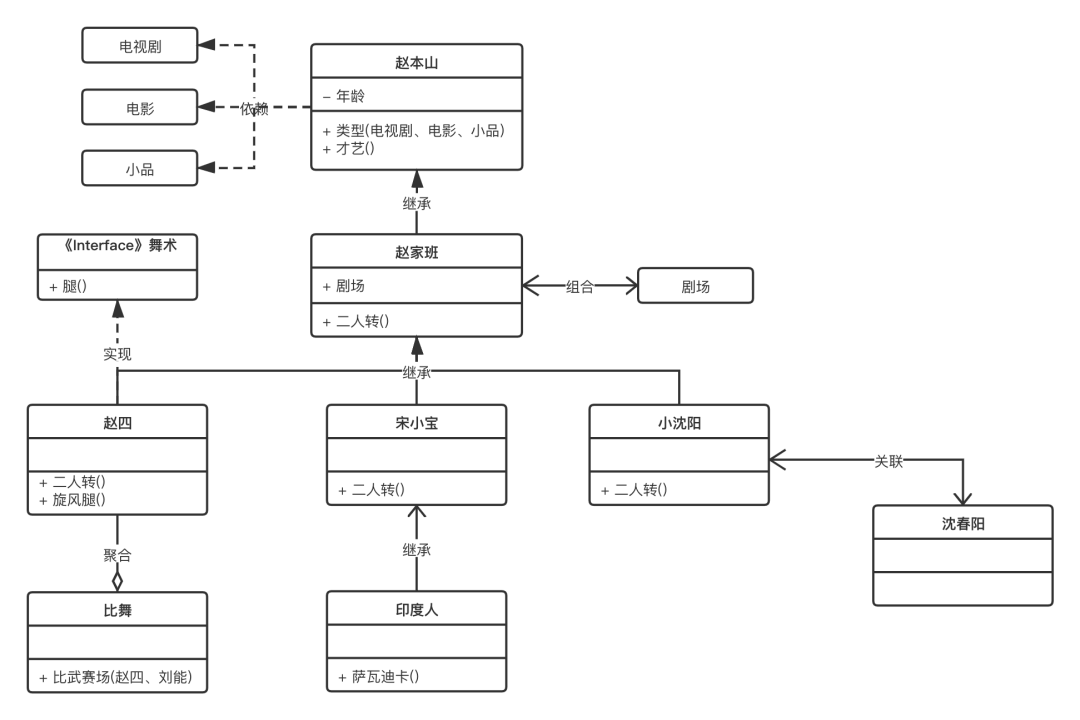 电视剧
电影
小品
依赖
赵本山
- 年龄
+ 类型(电视剧、电影、小品)
+ 才艺()
继承
《Interface》舞术
+ 腿()
实现
赵家班
+ 剧场
+ 二人转()
组合
剧场
继承
赵四
+ 二人转()
+ 旋风腿()
宋小宝
+ 二人转()
小沈阳
+ 二人转()
关联
沈春阳
聚合
继承
比舞
+ 比武赛场(赵四、刘能)
印度人
+ 萨瓦迪卡()